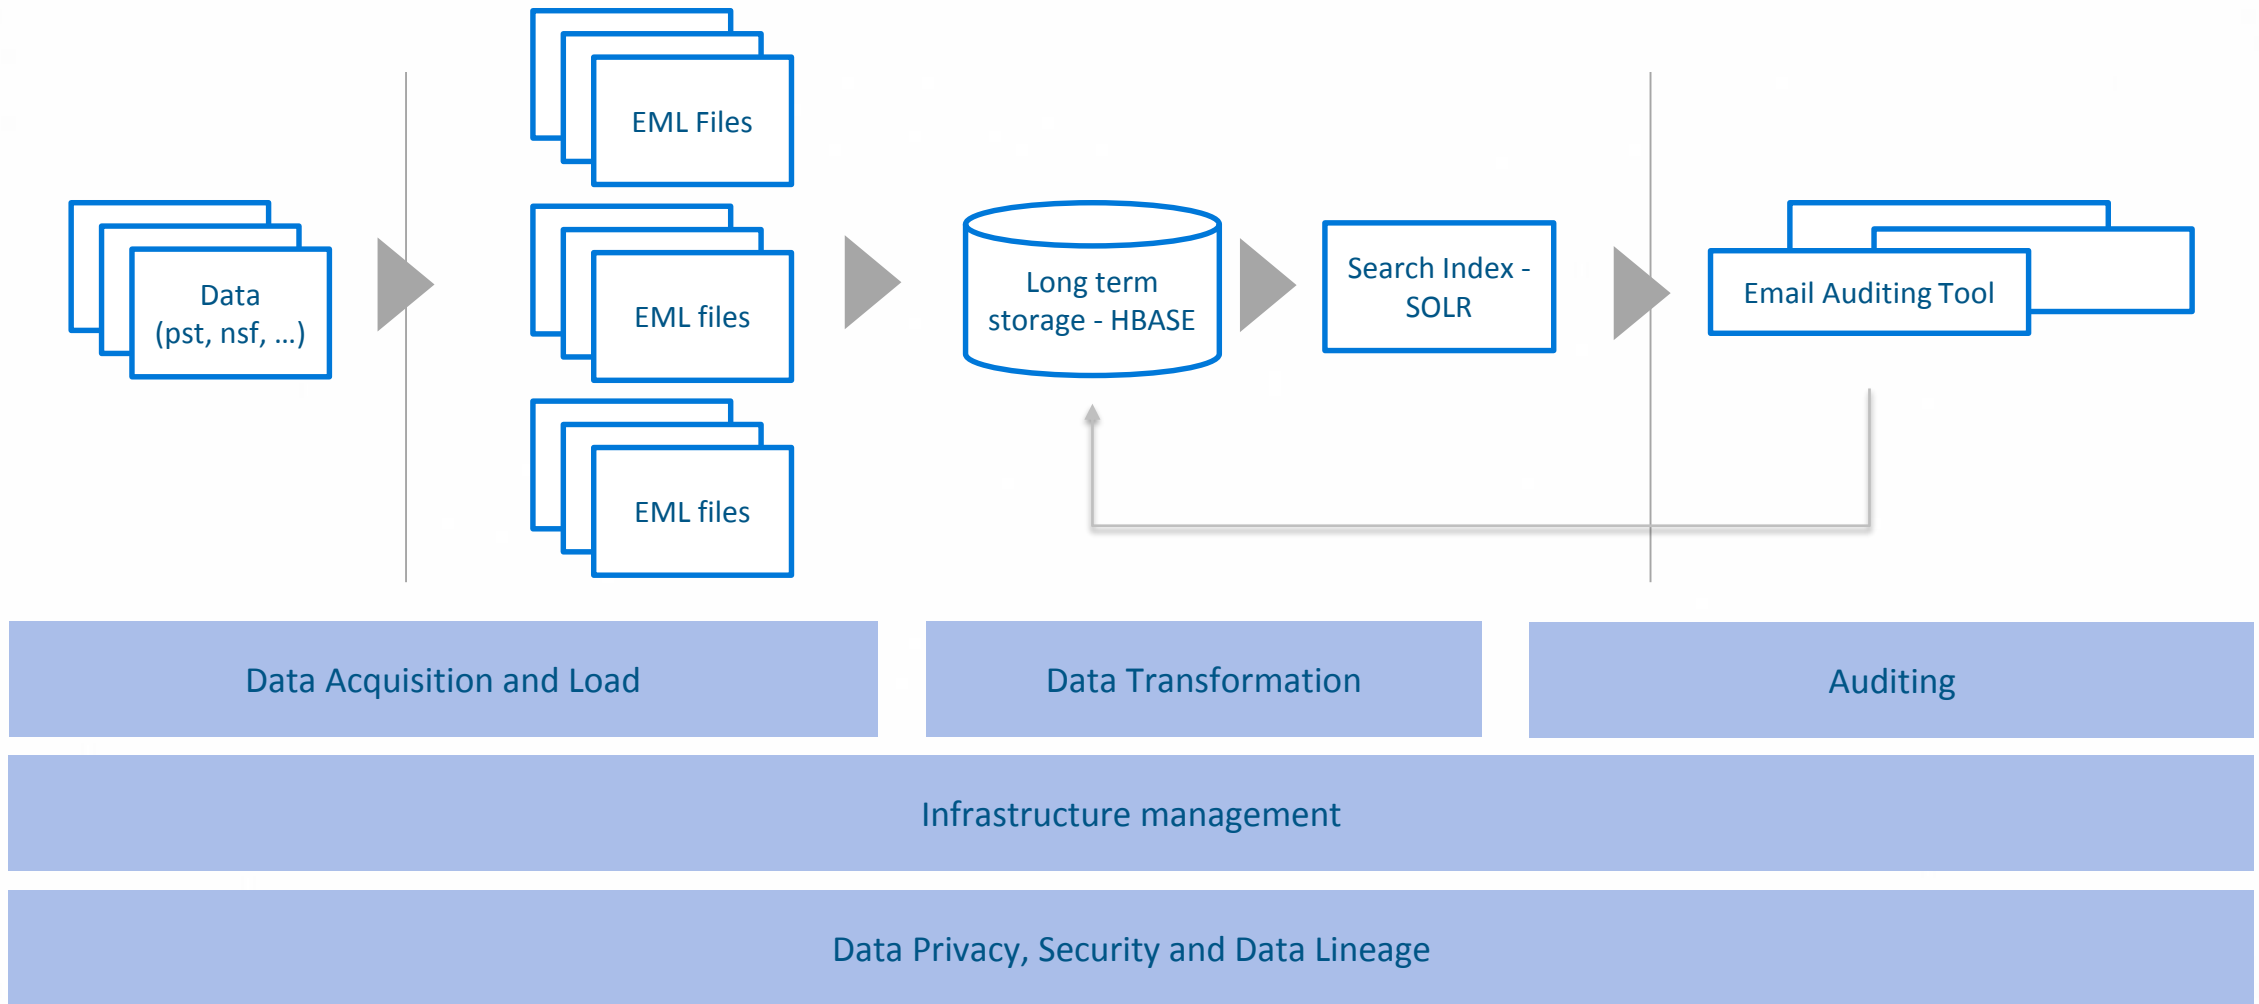 EML Files
Data
(pst, nsf, ...)
EML files
EML files
Long term
storage - HBASE
Search Index -
SOLR
Email Auditing Tool
Data Acquisition and Load
Data Transformation
Auditing
Infrastructure management
Data Privacy, Security and Data Lineage